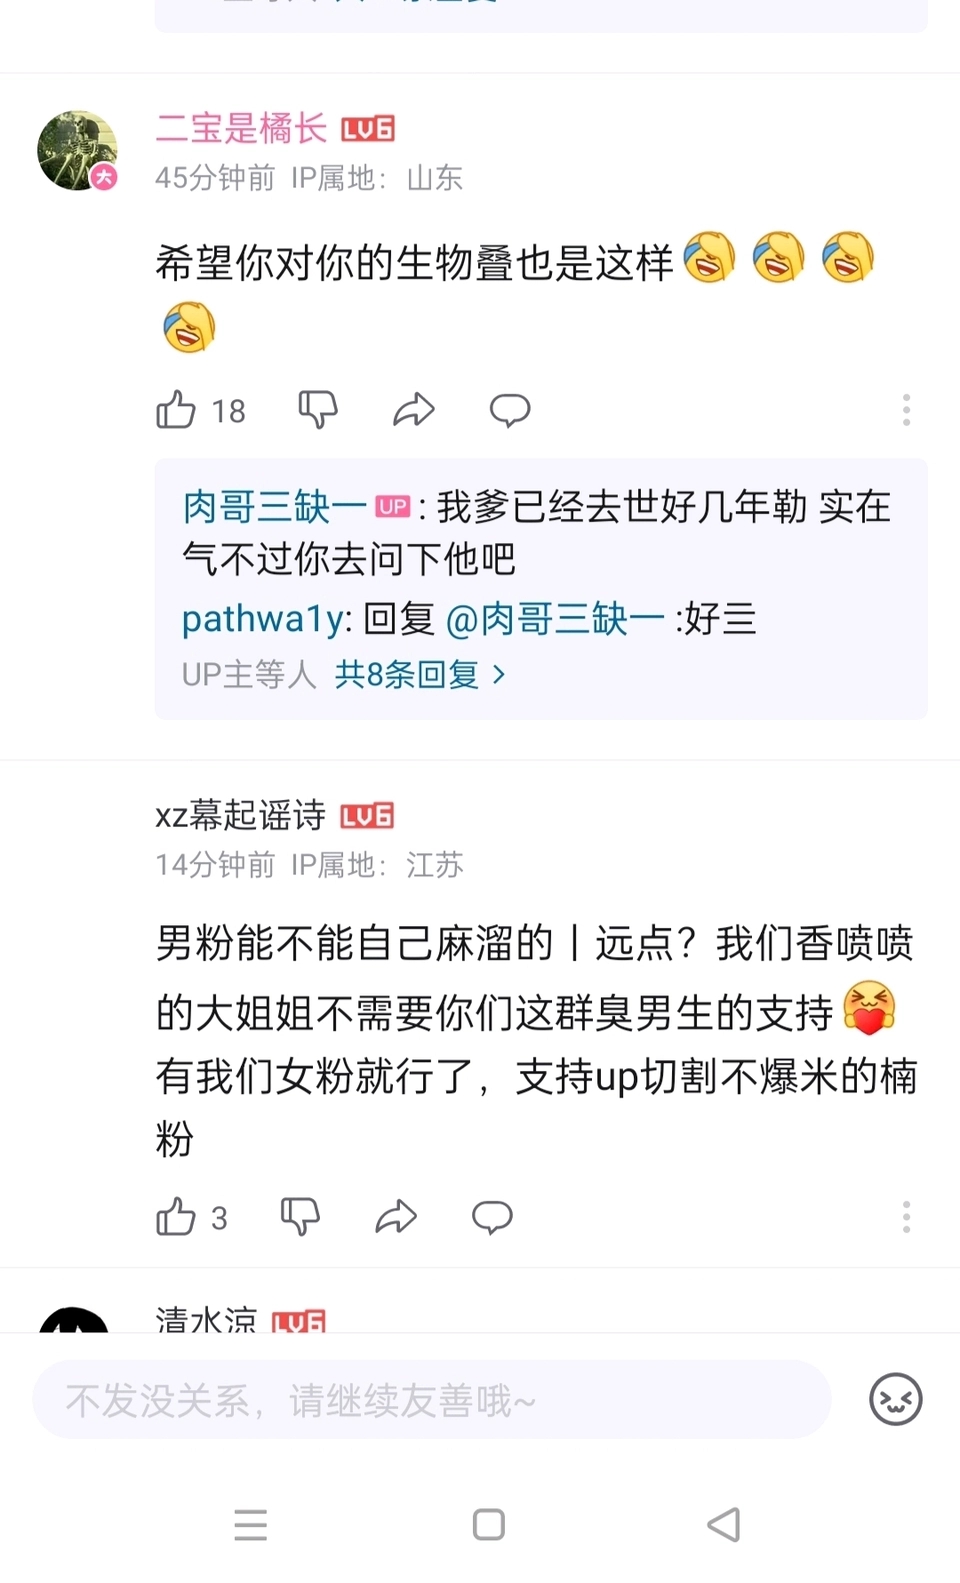 二宝是橘长 LV6
大
45分钟前 IP属地：山东
希望你对你的生物叠也是这样
18
肉哥三缺一 UP : 我爹已经去世好几年勒 实在
气不过你去问下他吧
pathwa1y: 回复 @肉哥三缺一 :好亖
UP主等人 共8条回复 >
xz幕起谣诗 LV6
14分钟前 IP属地：江苏
男粉能不能自己麻溜的丨远点？我们香喷喷
的大姐姐不需要你们这群臭男生的支持
有我们女粉就行了，支持up切割不爆米的楠
粉
3
清水凉 LV6
不发没关系，请继续友善哦~